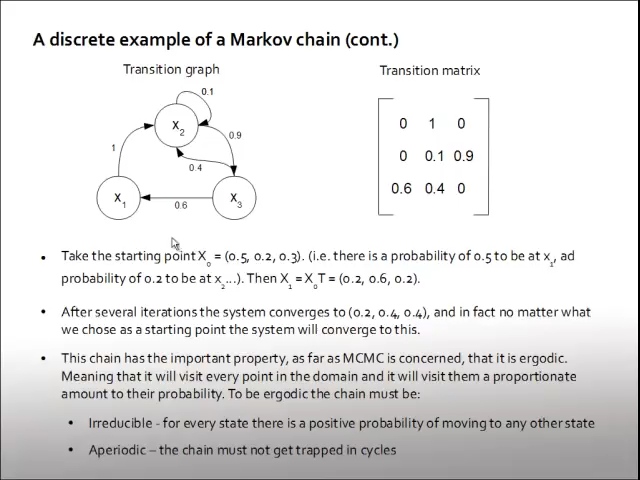 A discrete example of a Markov chain (cont.)
Transition graph
Transition matrix
0.1
X2
1
0.9
0.4
X1
0.6
X3
0 1 0
0 0.1 0.9
0.6 0.4 0
• Take the starting point X0 = (0.5, 0.2, 0.3). (i.e. there is a probability of 0.5 to be at x1, ad
probability of 0.2 to be at x2...). Then X1 = X0T = (0.2, 0.6, 0.2).
• After several iterations the system converges to (0.2, 0.4, 0.4), and in fact no matter what
we chose as a starting point the system will converge to this.
• This chain has the important property, as far as MCMC is concerned, that it is ergodic.
Meaning that it will visit every point in the domain and it will visit them a proportionate
amount to their probability. To be ergodic the chain must be:
• Irreducible - for every state there is a positive probability of moving to any other state
• Aperiodic – the chain must not get trapped in cycles